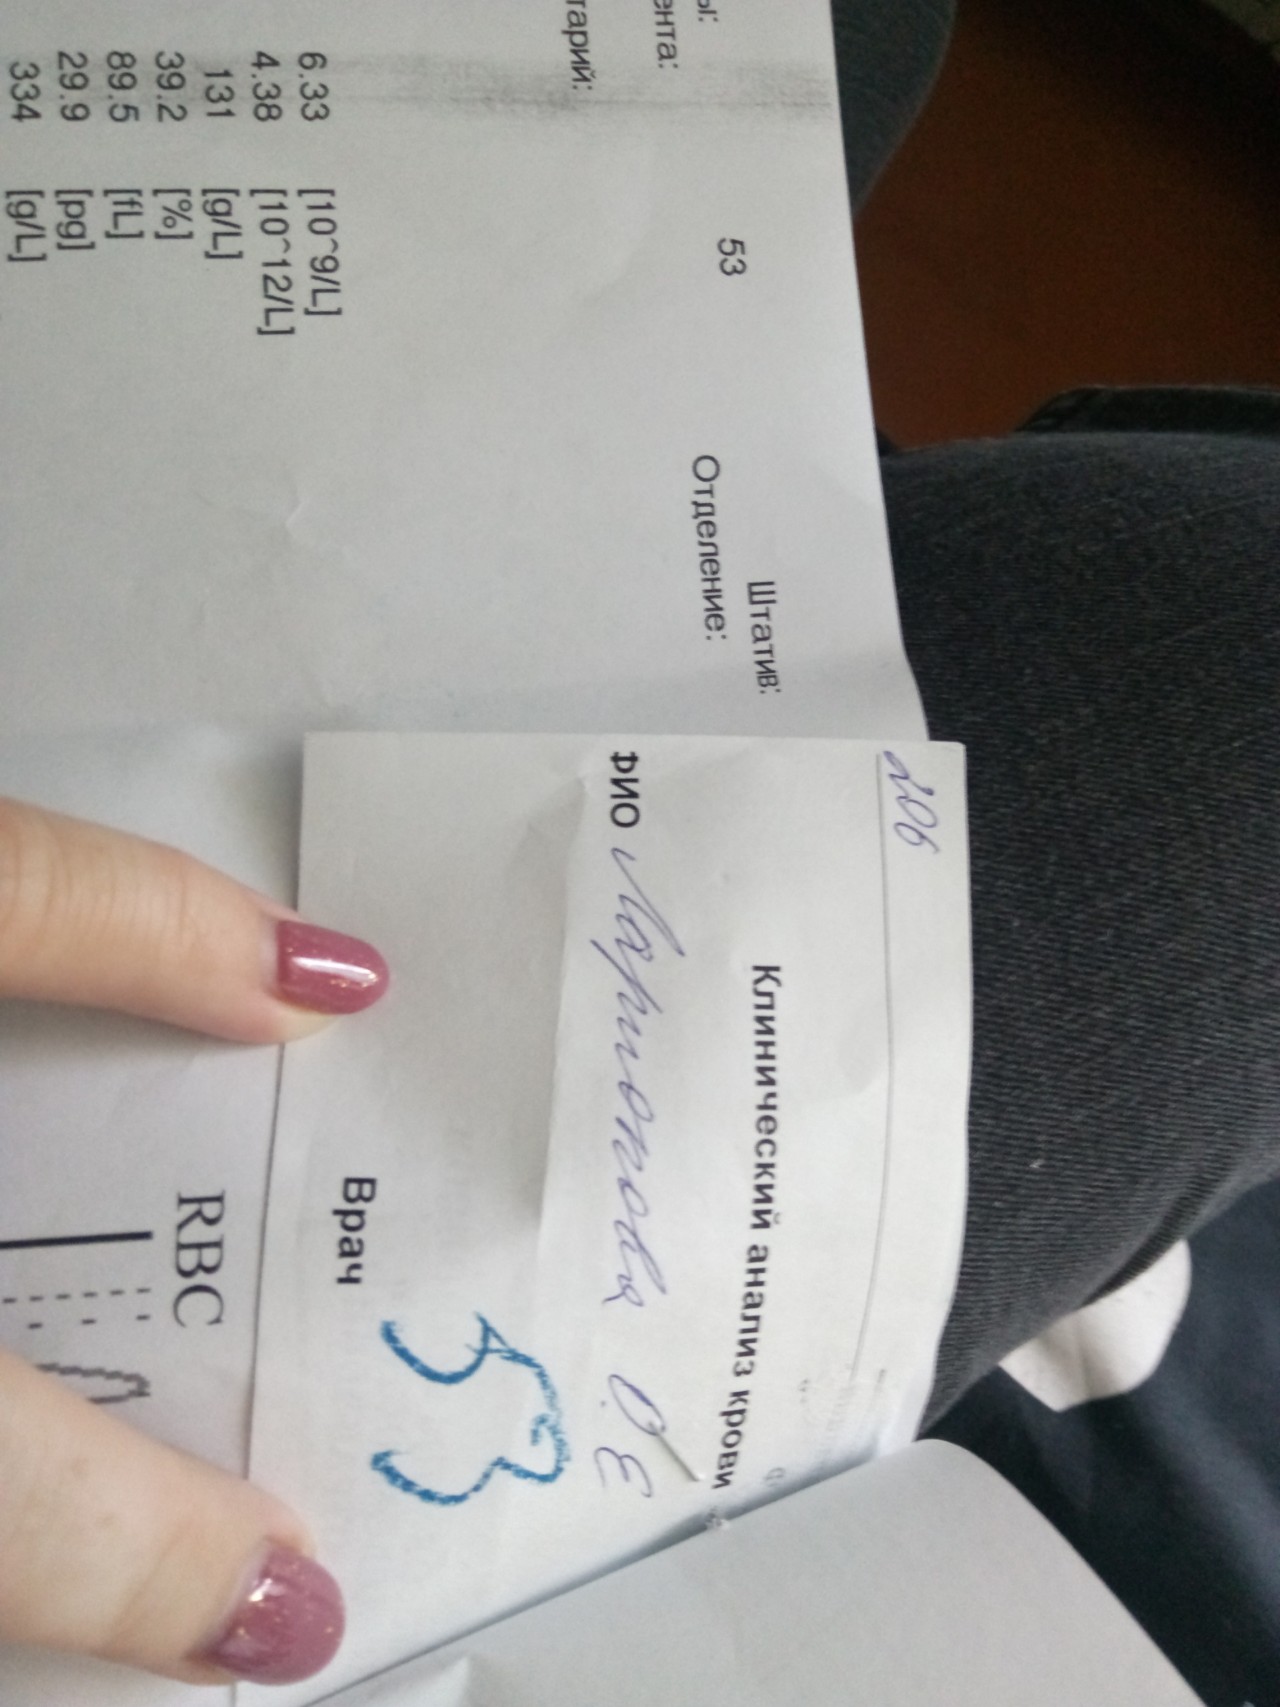 ы:
53
Штатив:
ента:
Отделение:
тарий:
6.33 [10^9/L]
4.38 [10^12/L]
131 [g/L]
39.2 [%]
89.5 [fL]
29.9 [pg]
334 [g/L]
206
Клинический анализ крови
ФИО Ларионова О Е
53
Врач
RBC